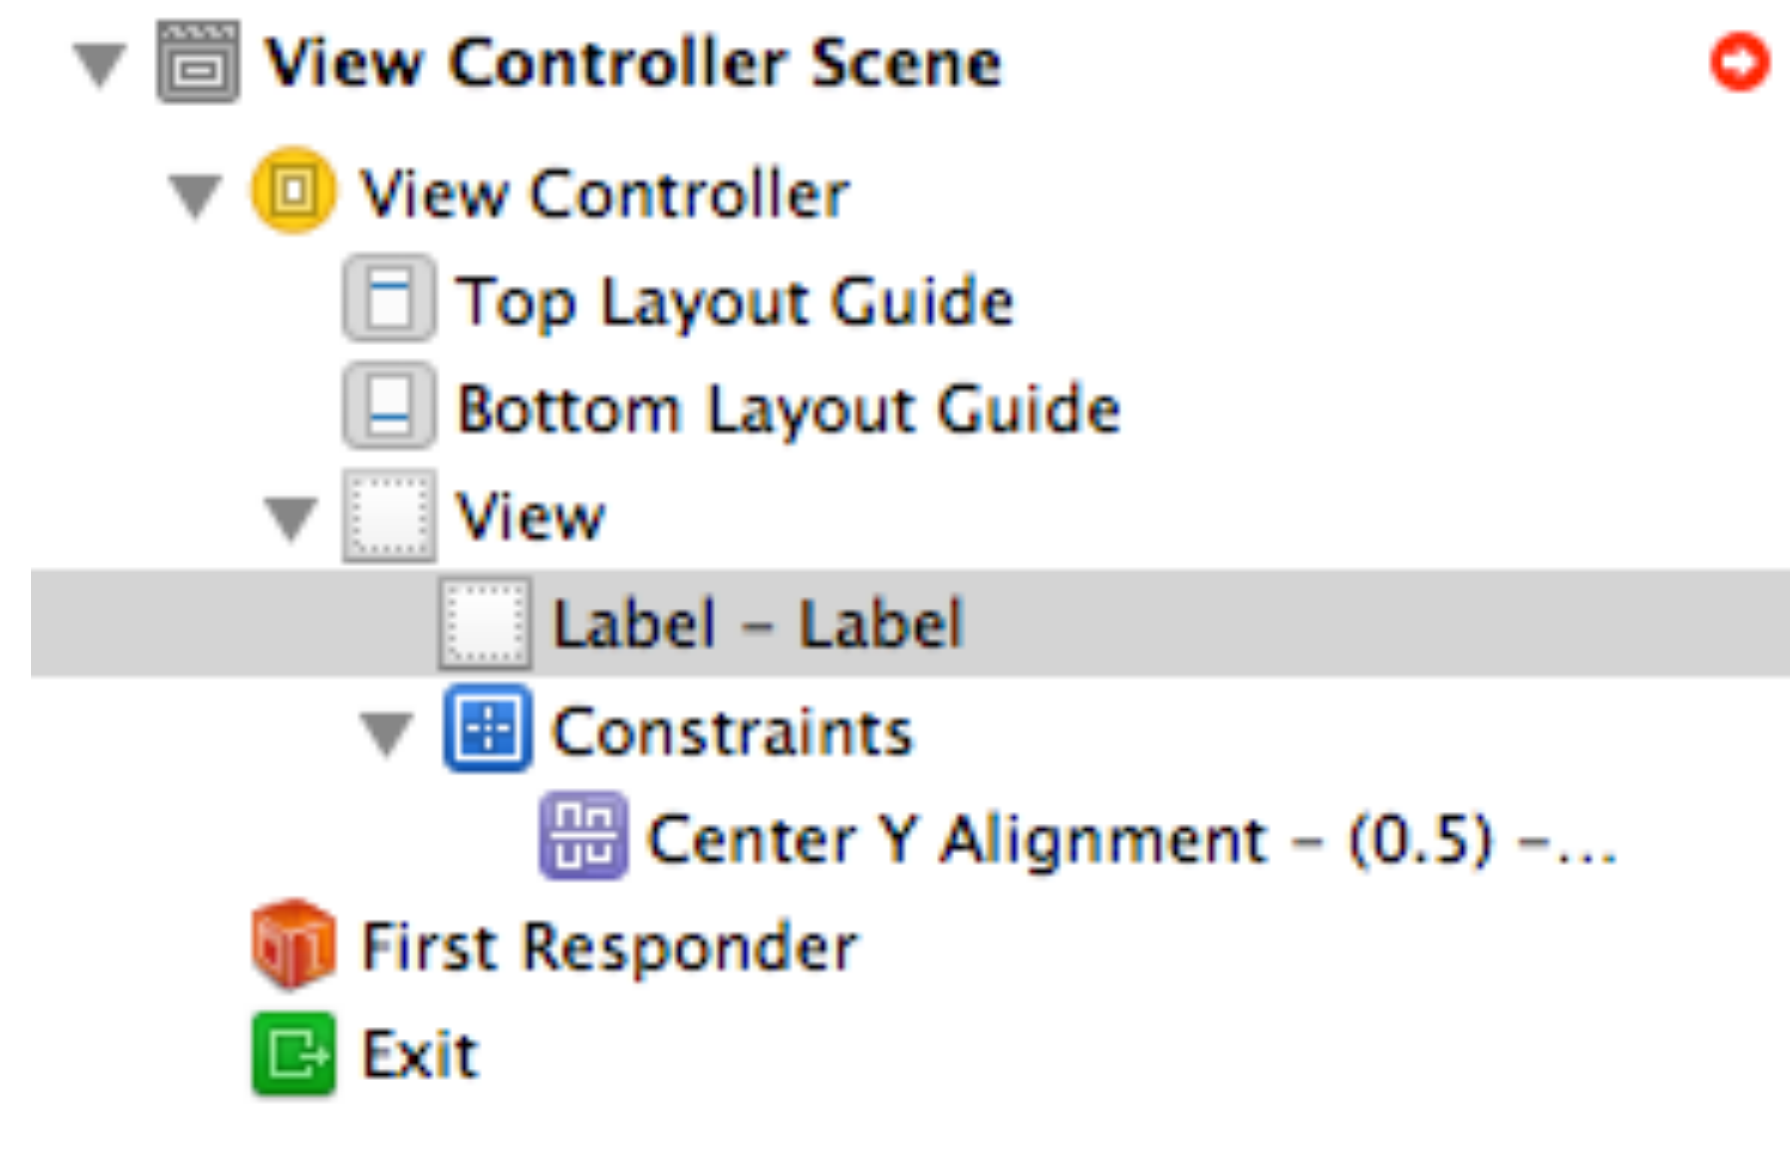 View Controller Scene
View Controller
Top Layout Guide
Bottom Layout Guide
View
Label – Label
Constraints
Center Y Alignment – (0.5) –...
First Responder
Exit